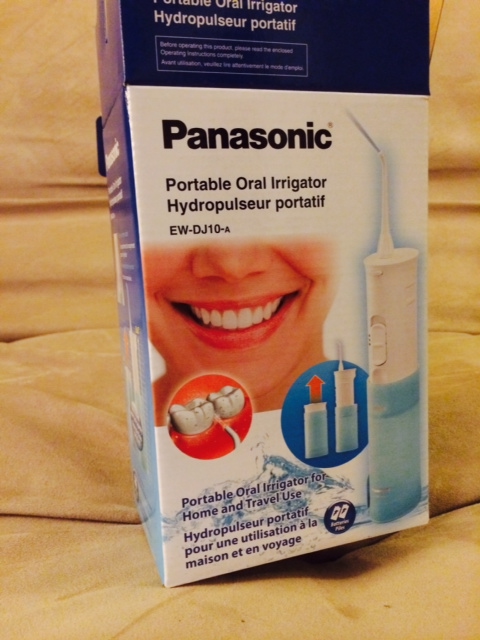 Portable Oral Irrigator
Hydropulseur portatif
Before operating this product, please read the enclosed
Operating Instructions completely.
Avant utilisation, veuillez lire attentivement le mode d'emploi.
Panasonic
Portable Oral Irrigator
Hydropulseur portatif
EW-DJ10-A
Portable Oral Irrigator for
Home and Travel Use
Hydropulseur portatif
pour une utilisation à la
maison et en voyage
Batteries
Piles